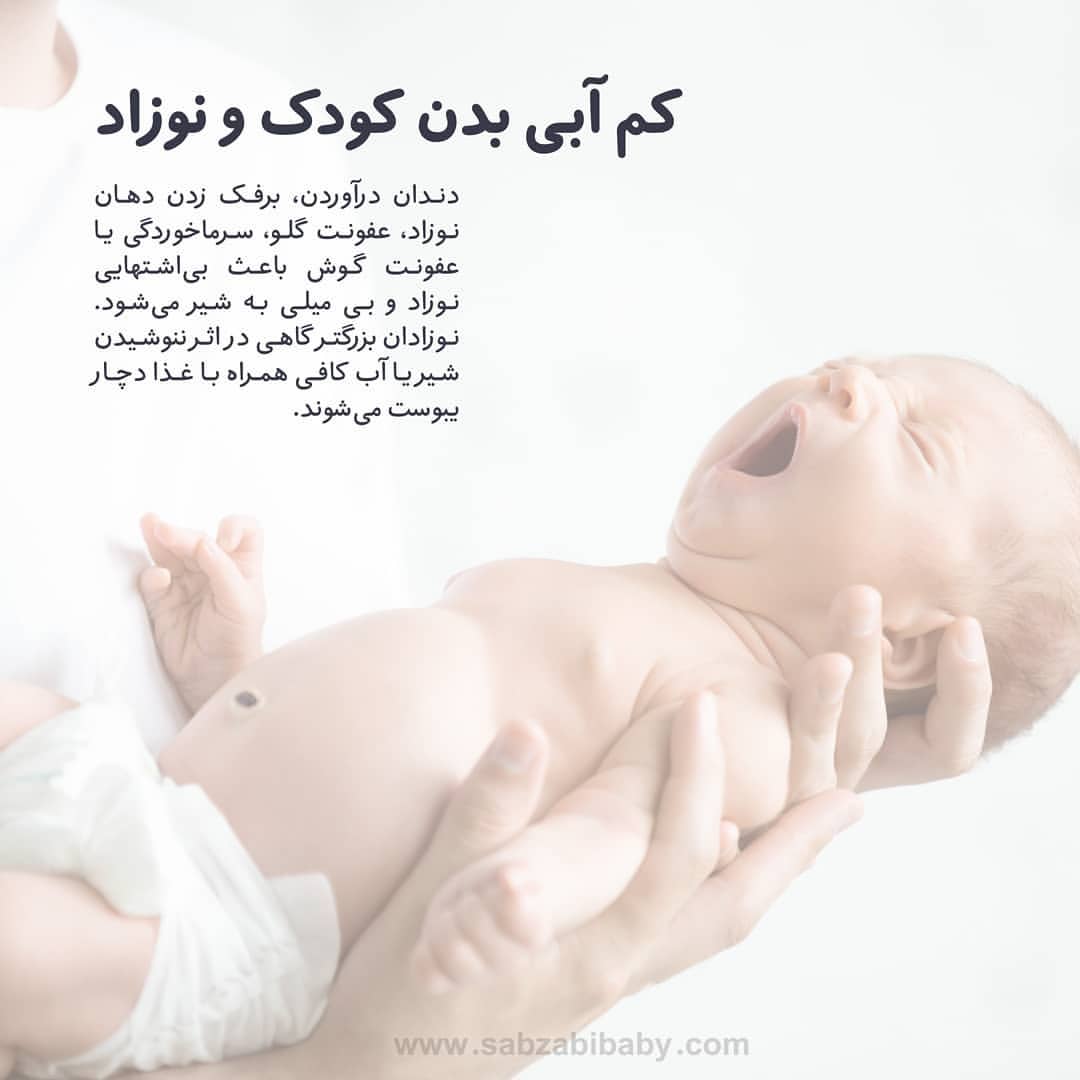 کم آبی بدن کودک و نوزاد
دندان درآوردن، برفک زدن دهان
نوزاد، عفونت گلو، سرماخوردگی یا
عفونت گوش باعث بی‌اشتهایی
نوزاد و بی میلی به شیر می‌شود.
نوزادان بزرگتر گاهی در اثر ننوشیدن
شیر یا آب کافی همراه با غذا دچار
یبوست می‌شوند.
www.sabzabibaby.com